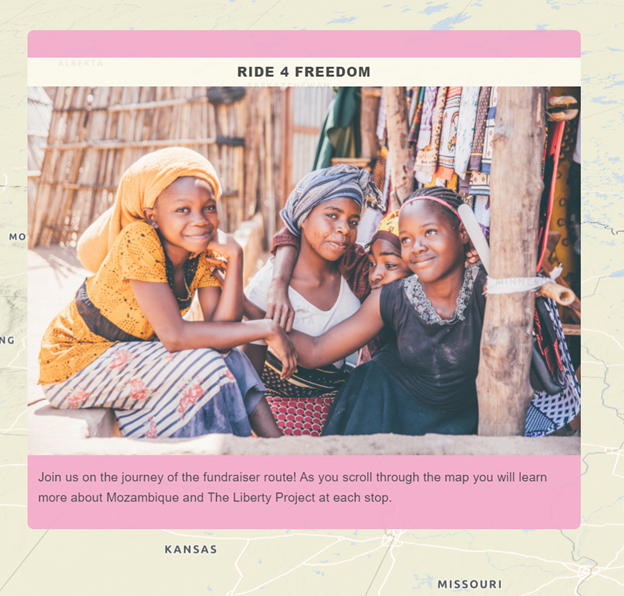 ALBERTA
RIDE 4 FREEDOM
MO
MINNE
NG
Join us on the journey of the fundraiser route! As you scroll through the map you will learn
more about Mozambique and The Liberty Project at each stop.
KANSAS
MISSOURI